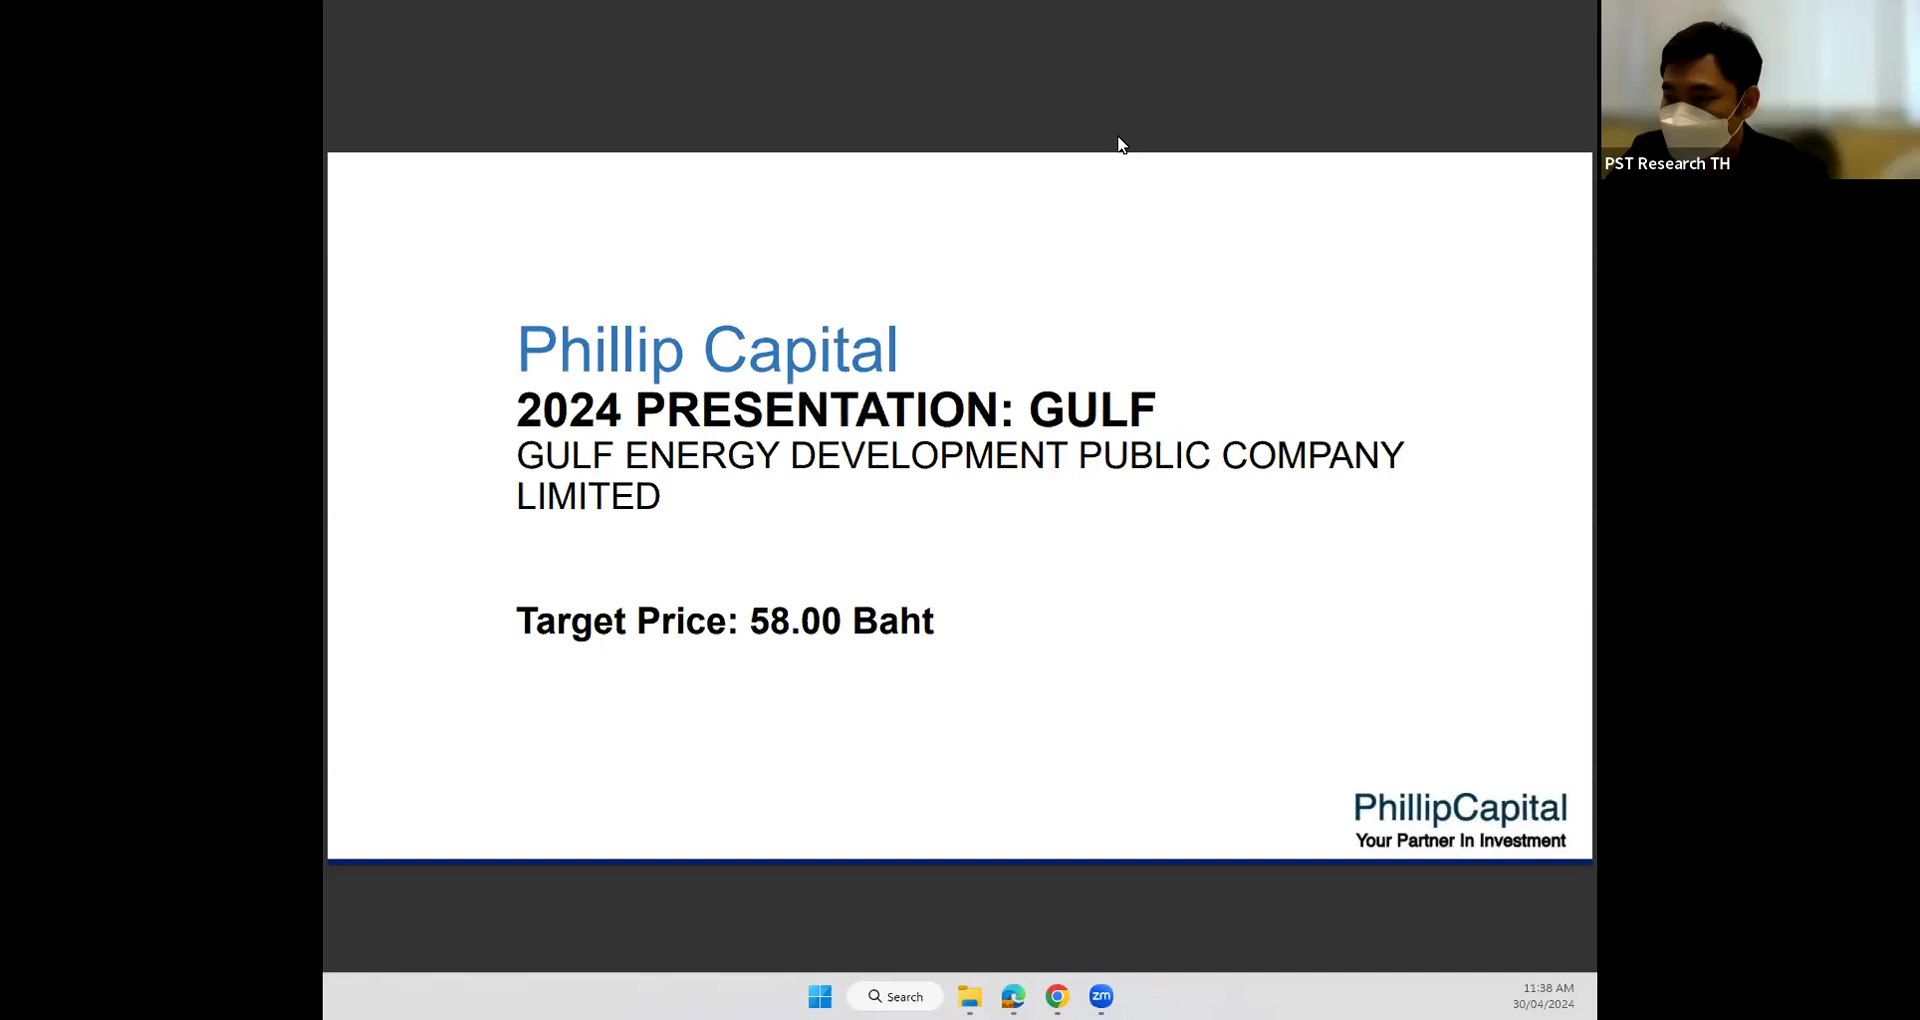 PST Research TH
Phillip Capital
2024 PRESENTATION: GULF
GULF ENERGY DEVELOPMENT PUBLIC COMPANY
LIMITED
Target Price: 58.00 Baht
PhillipCapital
Your Partner In Investment
Search
zm
11:38 AM
30/04/2024